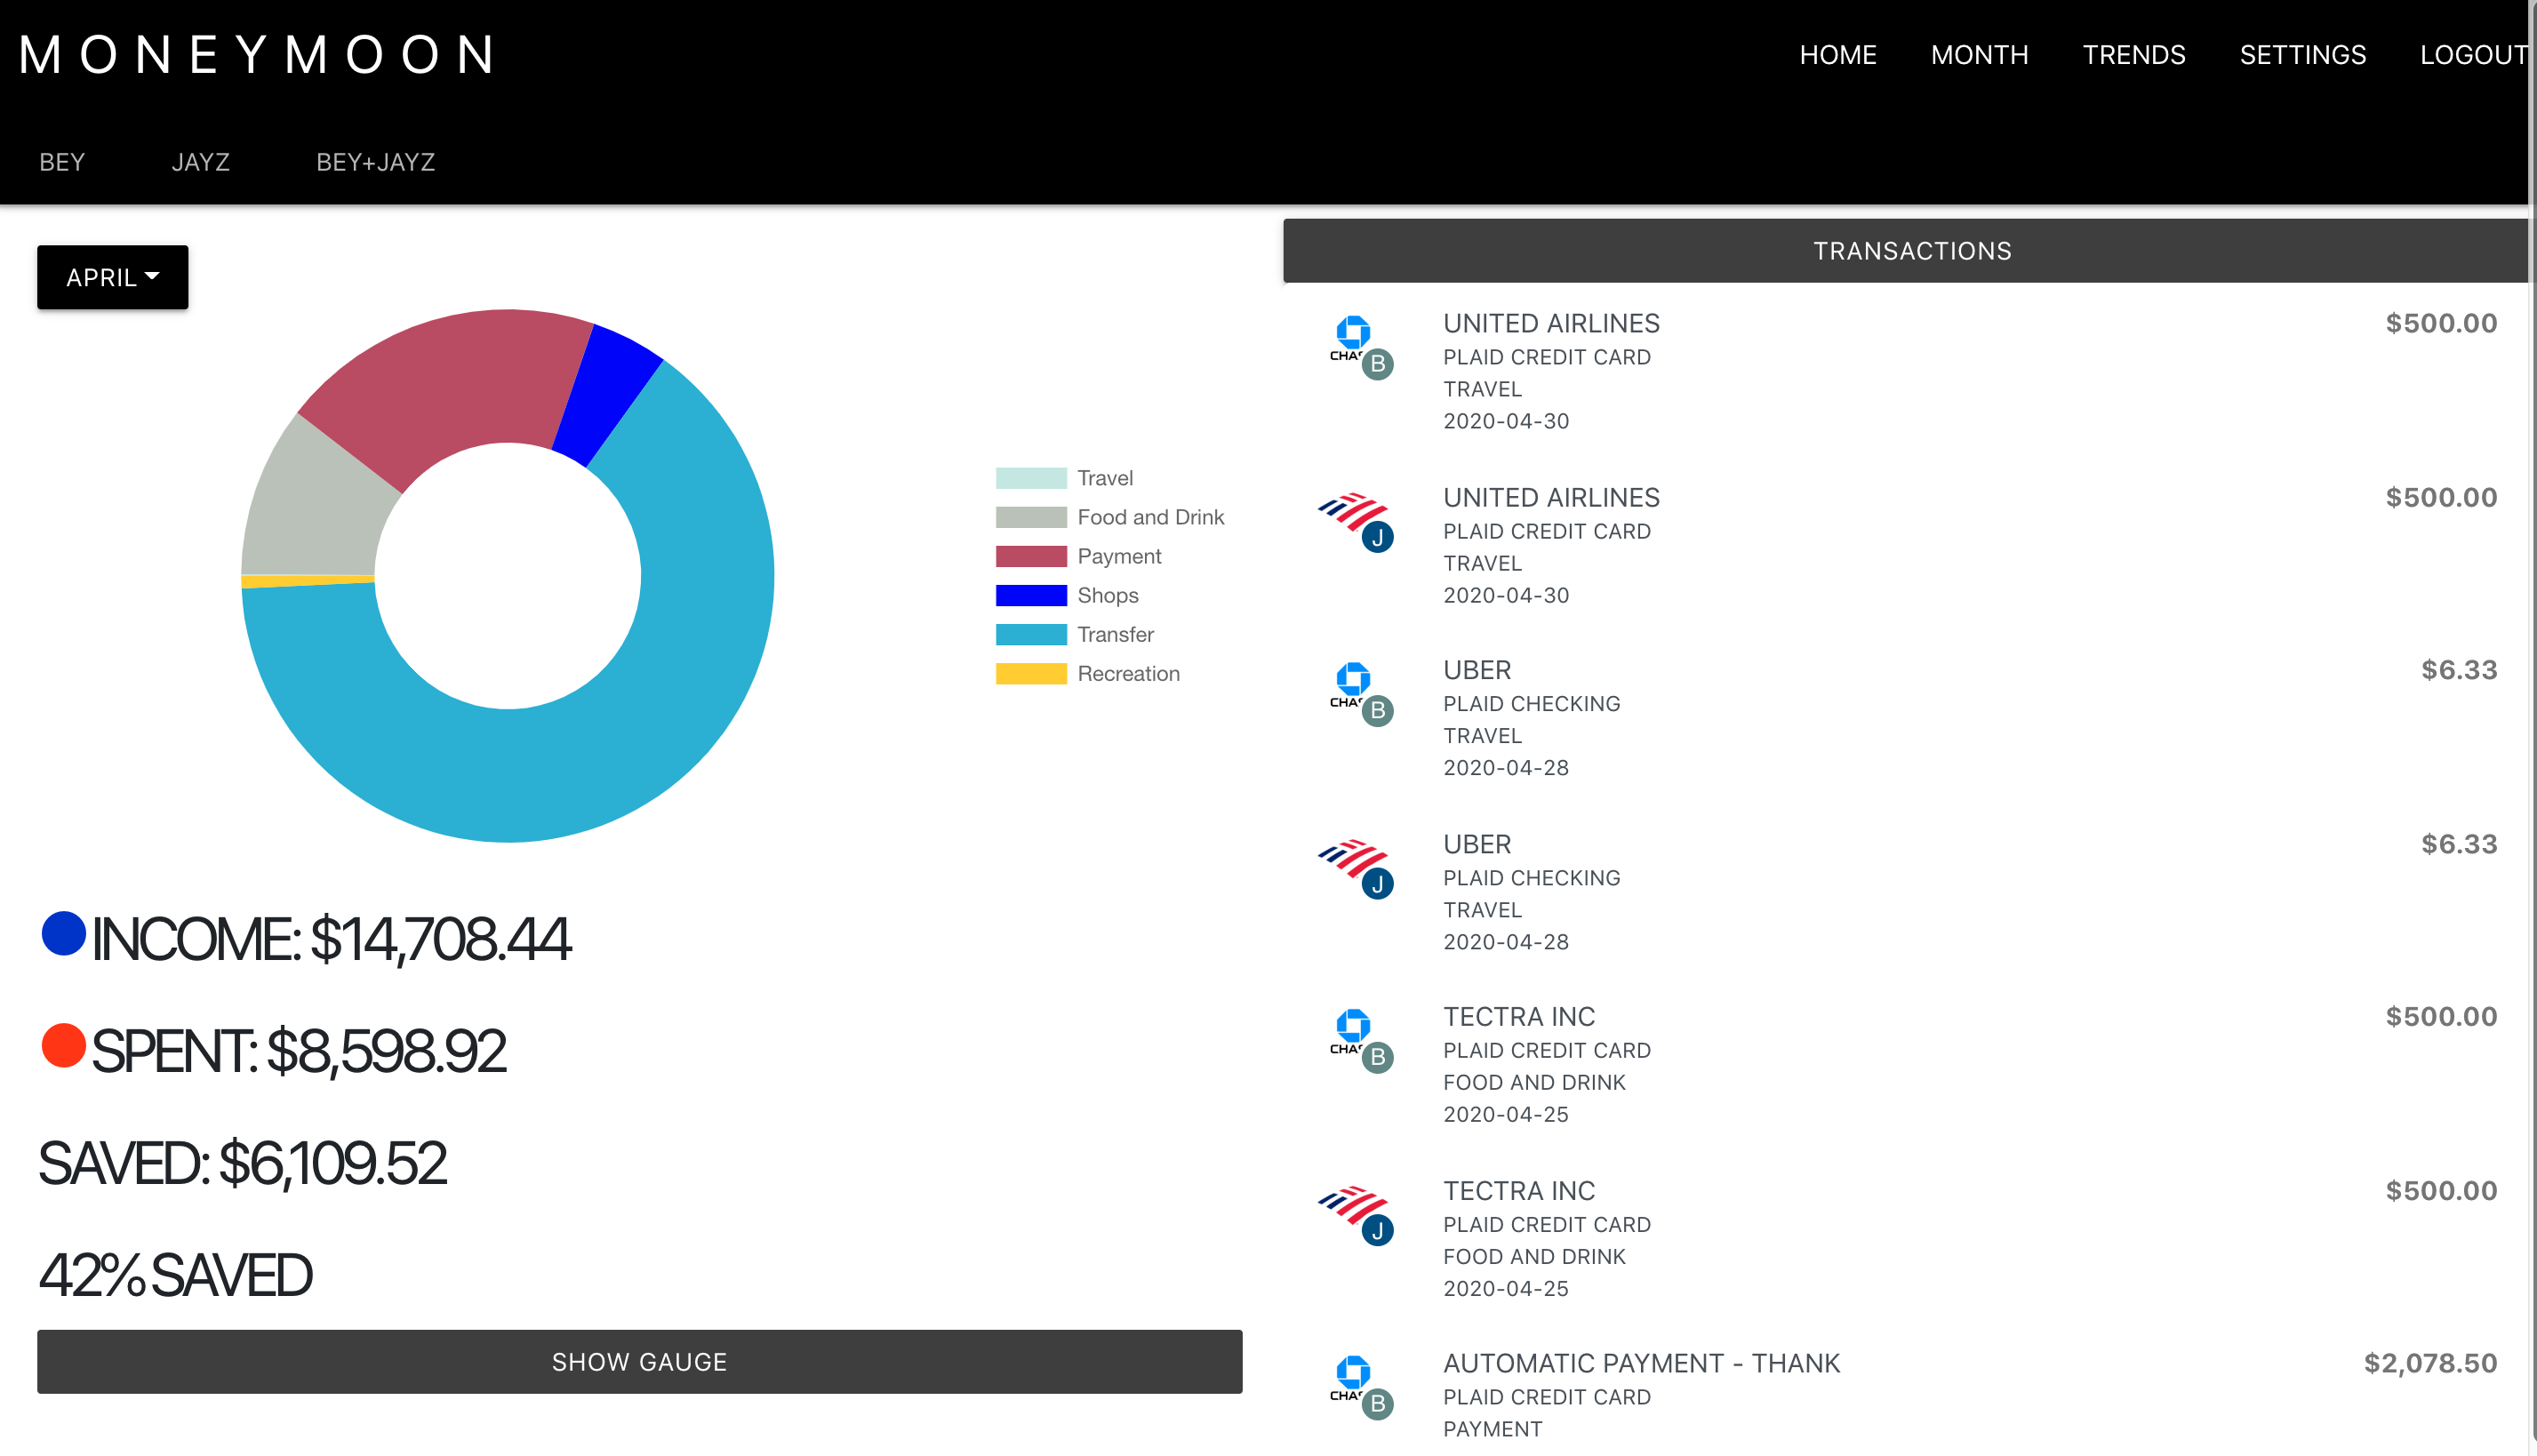 MONEYMOON
HOME MONTH TRENDS SETTINGS LOGOUT
BEY JAYZ BEY+JAYZ
APRIL
Travel
Food and Drink
Payment
Shops
Transfer
Recreation
INCOME: $14,708.44
SPENT: $8,598.92
SAVED: $6,109.52
42% SAVED
SHOW GAUGE
TRANSACTIONS
CHAS B
UNITED AIRLINES $500.00
PLAID CREDIT CARD
TRAVEL
2020-04-30
J
UNITED AIRLINES $500.00
PLAID CREDIT CARD
TRAVEL
2020-04-30
CHAS B
UBER $6.33
PLAID CHECKING
TRAVEL
2020-04-28
J
UBER $6.33
PLAID CHECKING
TRAVEL
2020-04-28
CHAS B
TECTRA INC $500.00
PLAID CREDIT CARD
FOOD AND DRINK
2020-04-25
J
TECTRA INC $500.00
PLAID CREDIT CARD
FOOD AND DRINK
2020-04-25
CHAS B
AUTOMATIC PAYMENT - THANK $2,078.50
PLAID CREDIT CARD
PAYMENT